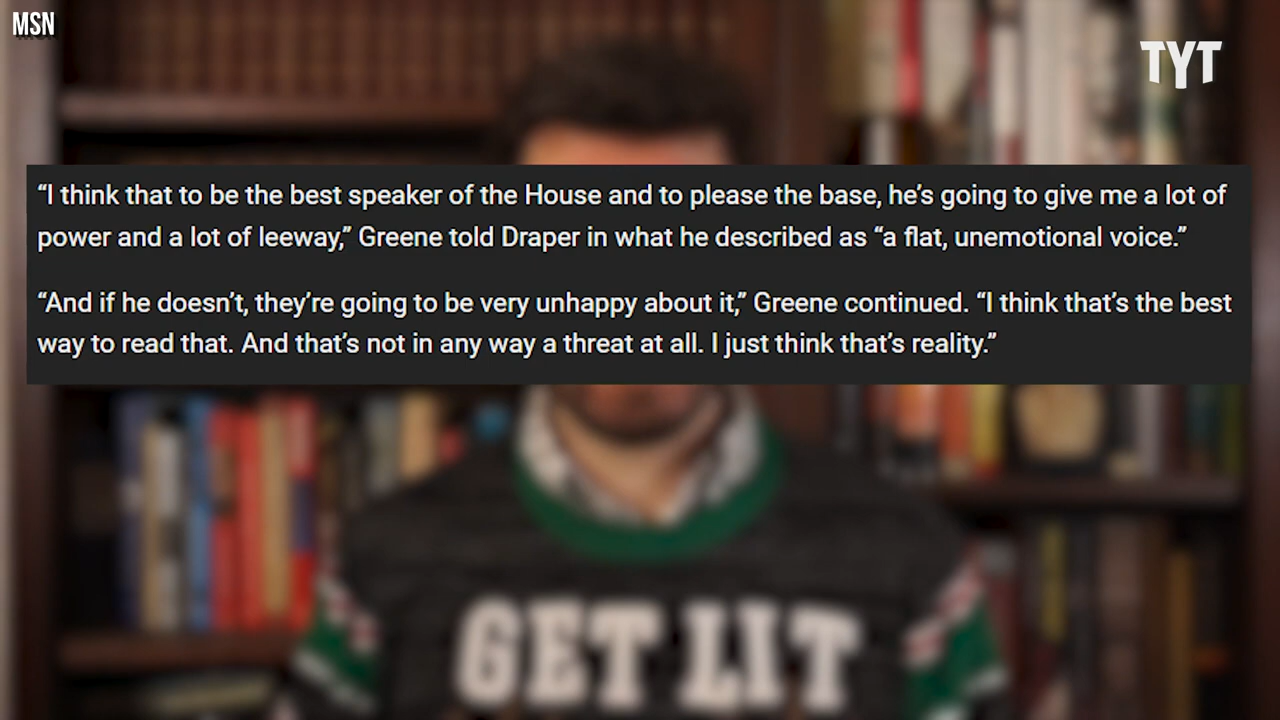 MSN
TYT
“I think that to be the best speaker of the House and to please the base, he’s going to give me a lot of
power and a lot of leeway,” Greene told Draper in what he described as “a flat, unemotional voice.”
“And if he doesn’t, they’re going to be very unhappy about it,” Greene continued. “I think that’s the best
way to read that. And that’s not in any way a threat at all. I just think that’s reality.”
GET LIT